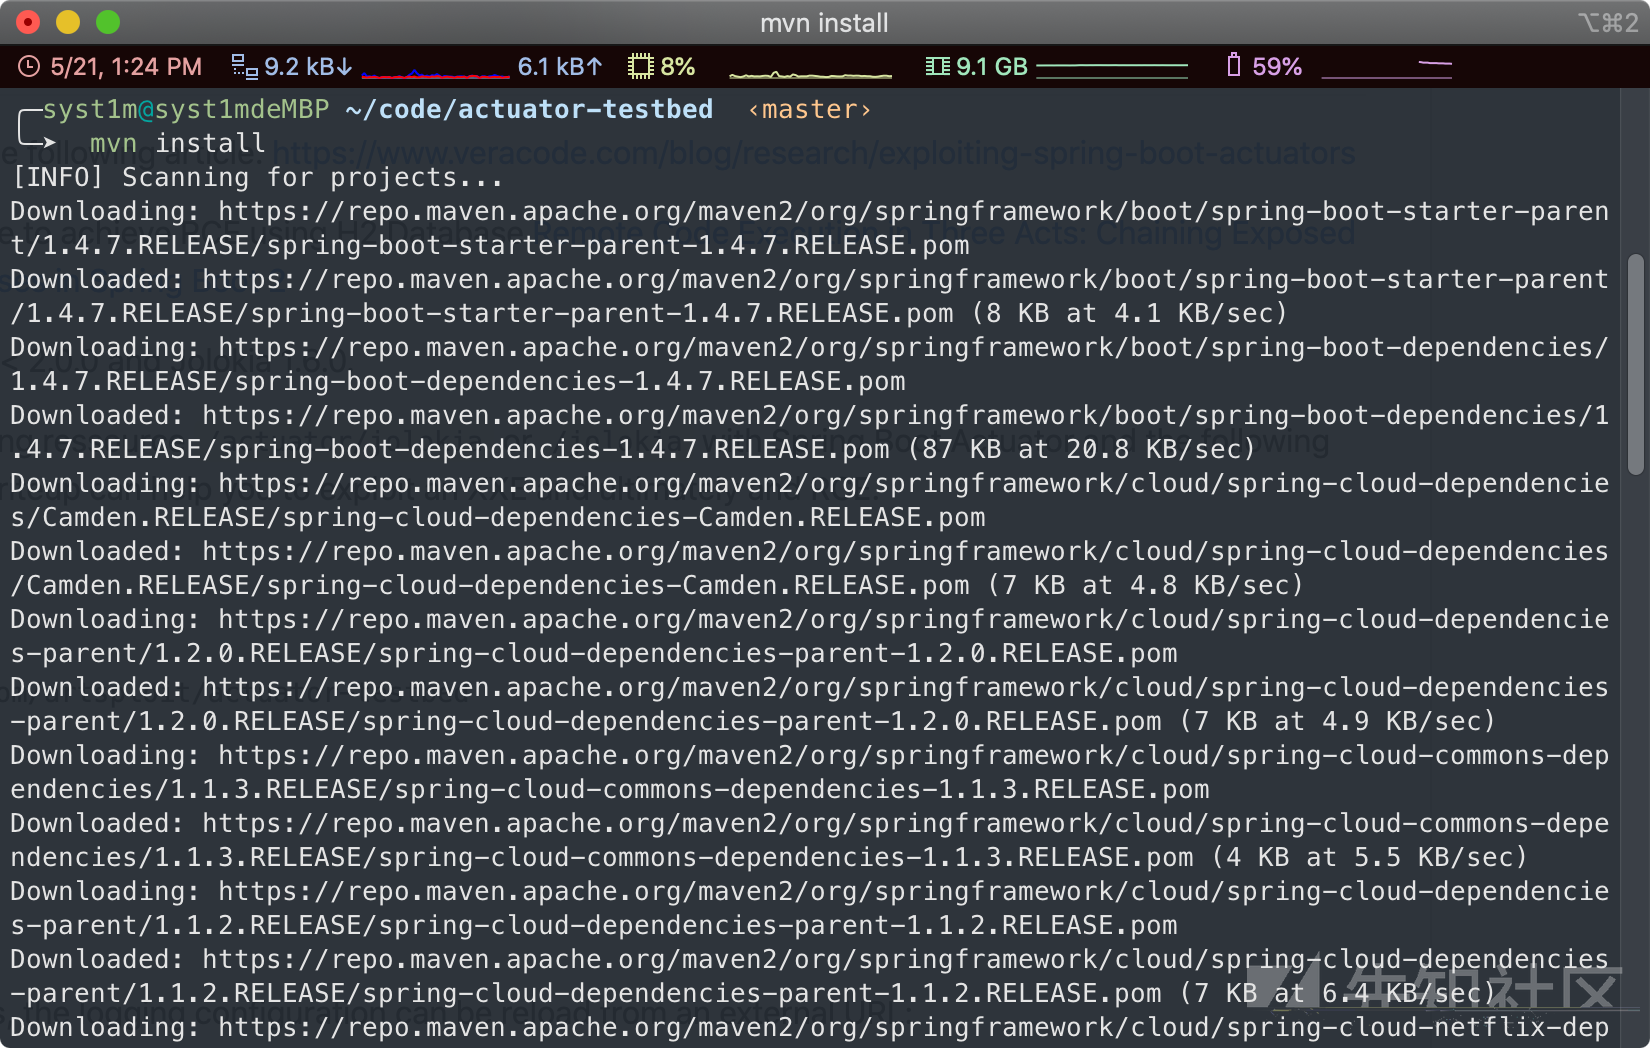 mvn install
⌥⌘2
5/21, 1:24 PM 9.2 kB↓ 6.1 kB↑ 8% 9.1 GB 59%
syst1m@syst1mdeMBP ~/code/actuator-testbed ‹master›
mvn install
e following article: https://www.veracode.com/blog/research/exploiting-spring-boot-actuators
[INFO] Scanning for projects...
Downloading: https://repo.maven.apache.org/maven2/org/springframework/boot/spring-boot-starter-paren
t/1.4.7.RELEASE/spring-boot-starter-parent-1.4.7.RELEASE.pom
Downloaded: https://repo.maven.apache.org/maven2/org/springframework/boot/spring-boot-starter-parent
/1.4.7.RELEASE/spring-boot-starter-parent-1.4.7.RELEASE.pom (8 KB at 4.1 KB/sec)
Downloading: https://repo.maven.apache.org/maven2/org/springframework/boot/spring-boot-dependencies/
1.4.7.RELEASE/spring-boot-dependencies-1.4.7.RELEASE.pom
Downloaded: https://repo.maven.apache.org/maven2/org/springframework/boot/spring-boot-dependencies/1
.4.7.RELEASE/spring-boot-dependencies-1.4.7.RELEASE.pom (87 KB at 20.8 KB/sec)
Downloading: https://repo.maven.apache.org/maven2/org/springframework/cloud/spring-cloud-dependencie
s/Camden.RELEASE/spring-cloud-dependencies-Camden.RELEASE.pom
Downloaded: https://repo.maven.apache.org/maven2/org/springframework/cloud/spring-cloud-dependencies
/Camden.RELEASE/spring-cloud-dependencies-Camden.RELEASE.pom (7 KB at 4.8 KB/sec)
Downloading: https://repo.maven.apache.org/maven2/org/springframework/cloud/spring-cloud-dependencie
s-parent/1.2.0.RELEASE/spring-cloud-dependencies-parent-1.2.0.RELEASE.pom
Downloaded: https://repo.maven.apache.org/maven2/org/springframework/cloud/spring-cloud-dependencies
-parent/1.2.0.RELEASE/spring-cloud-dependencies-parent-1.2.0.RELEASE.pom (7 KB at 4.9 KB/sec)
Downloading: https://repo.maven.apache.org/maven2/org/springframework/cloud/spring-cloud-commons-dep
endencies/1.1.3.RELEASE/spring-cloud-commons-dependencies-1.1.3.RELEASE.pom
Downloaded: https://repo.maven.apache.org/maven2/org/springframework/cloud/spring-cloud-commons-depe
ndencies/1.1.3.RELEASE/spring-cloud-commons-dependencies-1.1.3.RELEASE.pom (4 KB at 5.5 KB/sec)
Downloading: https://repo.maven.apache.org/maven2/org/springframework/cloud/spring-cloud-dependencie
s-parent/1.1.2.RELEASE/spring-cloud-dependencies-parent-1.1.2.RELEASE.pom
Downloaded: https://repo.maven.apache.org/maven2/org/springframework/cloud/spring-cloud-dependencies
-parent/1.1.2.RELEASE/spring-cloud-dependencies-parent-1.1.2.RELEASE.pom (7 KB at 6.4 KB/sec)
先知社区
Downloading: https://repo.maven.apache.org/maven2/org/springframework/cloud/spring-cloud-netflix-dep